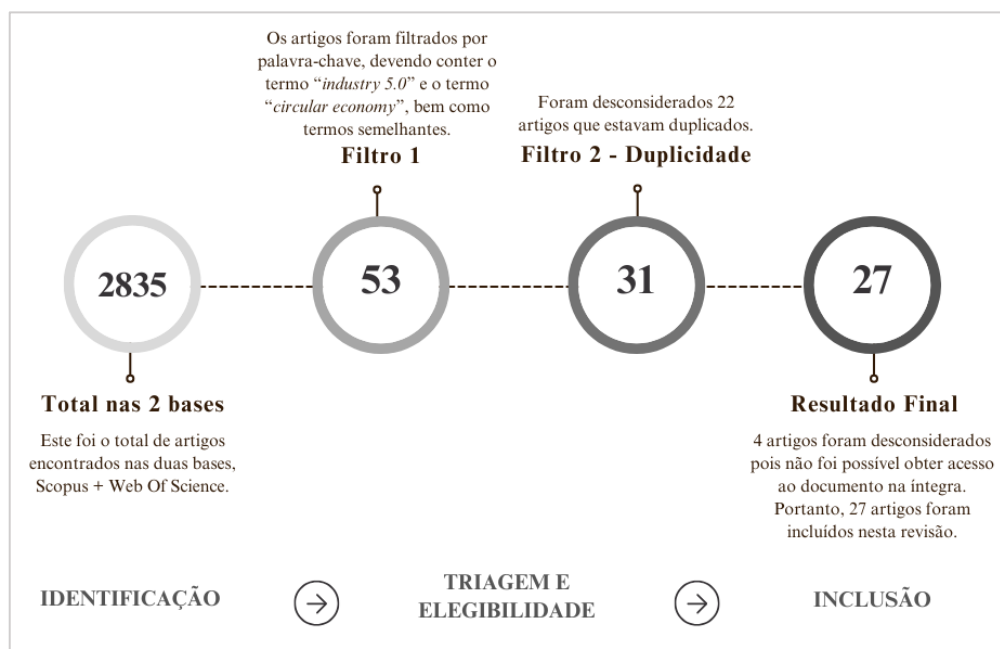 Os artigos foram filtrados por
palavra-chave, devendo conter o
termo “industry 5.0” e o termo
“circular economy”, bem como
termos semelhantes.
Filtro 1
Foram desconsiderados 22
artigos que estavam duplicados.
Filtro 2 - Duplicidade
2835
53
31
27
Total nas 2 bases
Este foi o total de artigos
encontrados nas duas bases,
Scopus + Web Of Science.
Resultado Final
4 artigos foram desconsiderados
pois não foi possível obter acesso
ao documento na íntegra.
Portanto, 27 artigos foram
incluídos nesta revisão.
IDENTIFICAÇÃO
TRIAGEM E
ELEGIBILIDADE
INCLUSÃO